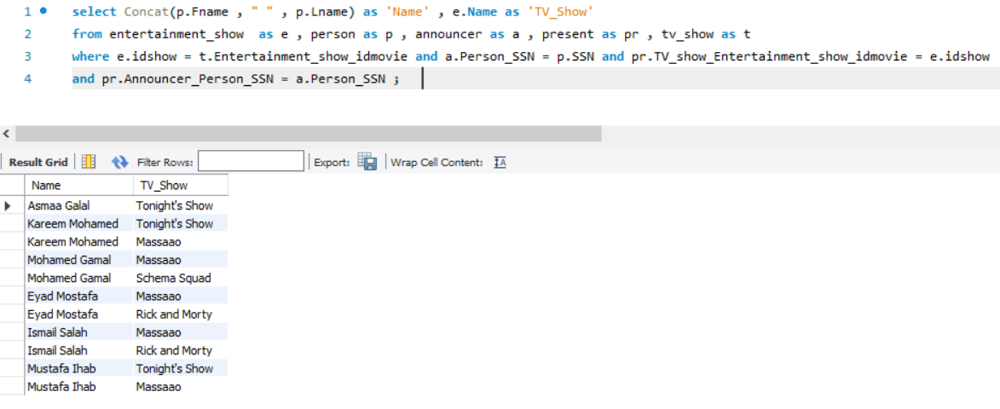 1 select Concat(p.Fname , " " , p.Lname) as 'Name' , e.Name as 'TV_Show'
2 from entertainment_show as e , person as p , announcer as a , present as pr , tv_show as t
3 where e.idshow = t.Entertainment_show_idmovie and a.Person_SSN = p.SSN and pr.TV_show_Entertainment_show_idmovie = e.idshow
4 and pr.Announcer_Person_SSN = a.Person_SSN ;
Result Grid Filter Rows: Export: Wrap Cell Content:
Name TV_Show
Asmaa Galal Tonight's Show
Kareem Mohamed Tonight's Show
Kareem Mohamed Massaao
Mohamed Gamal Massaao
Mohamed Gamal Schema Squad
Eyad Mostafa Massaao
Eyad Mostafa Rick and Morty
Ismail Salah Massaao
Ismail Salah Rick and Morty
Mustafa Ihab Tonight's Show
Mustafa Ihab Massaao